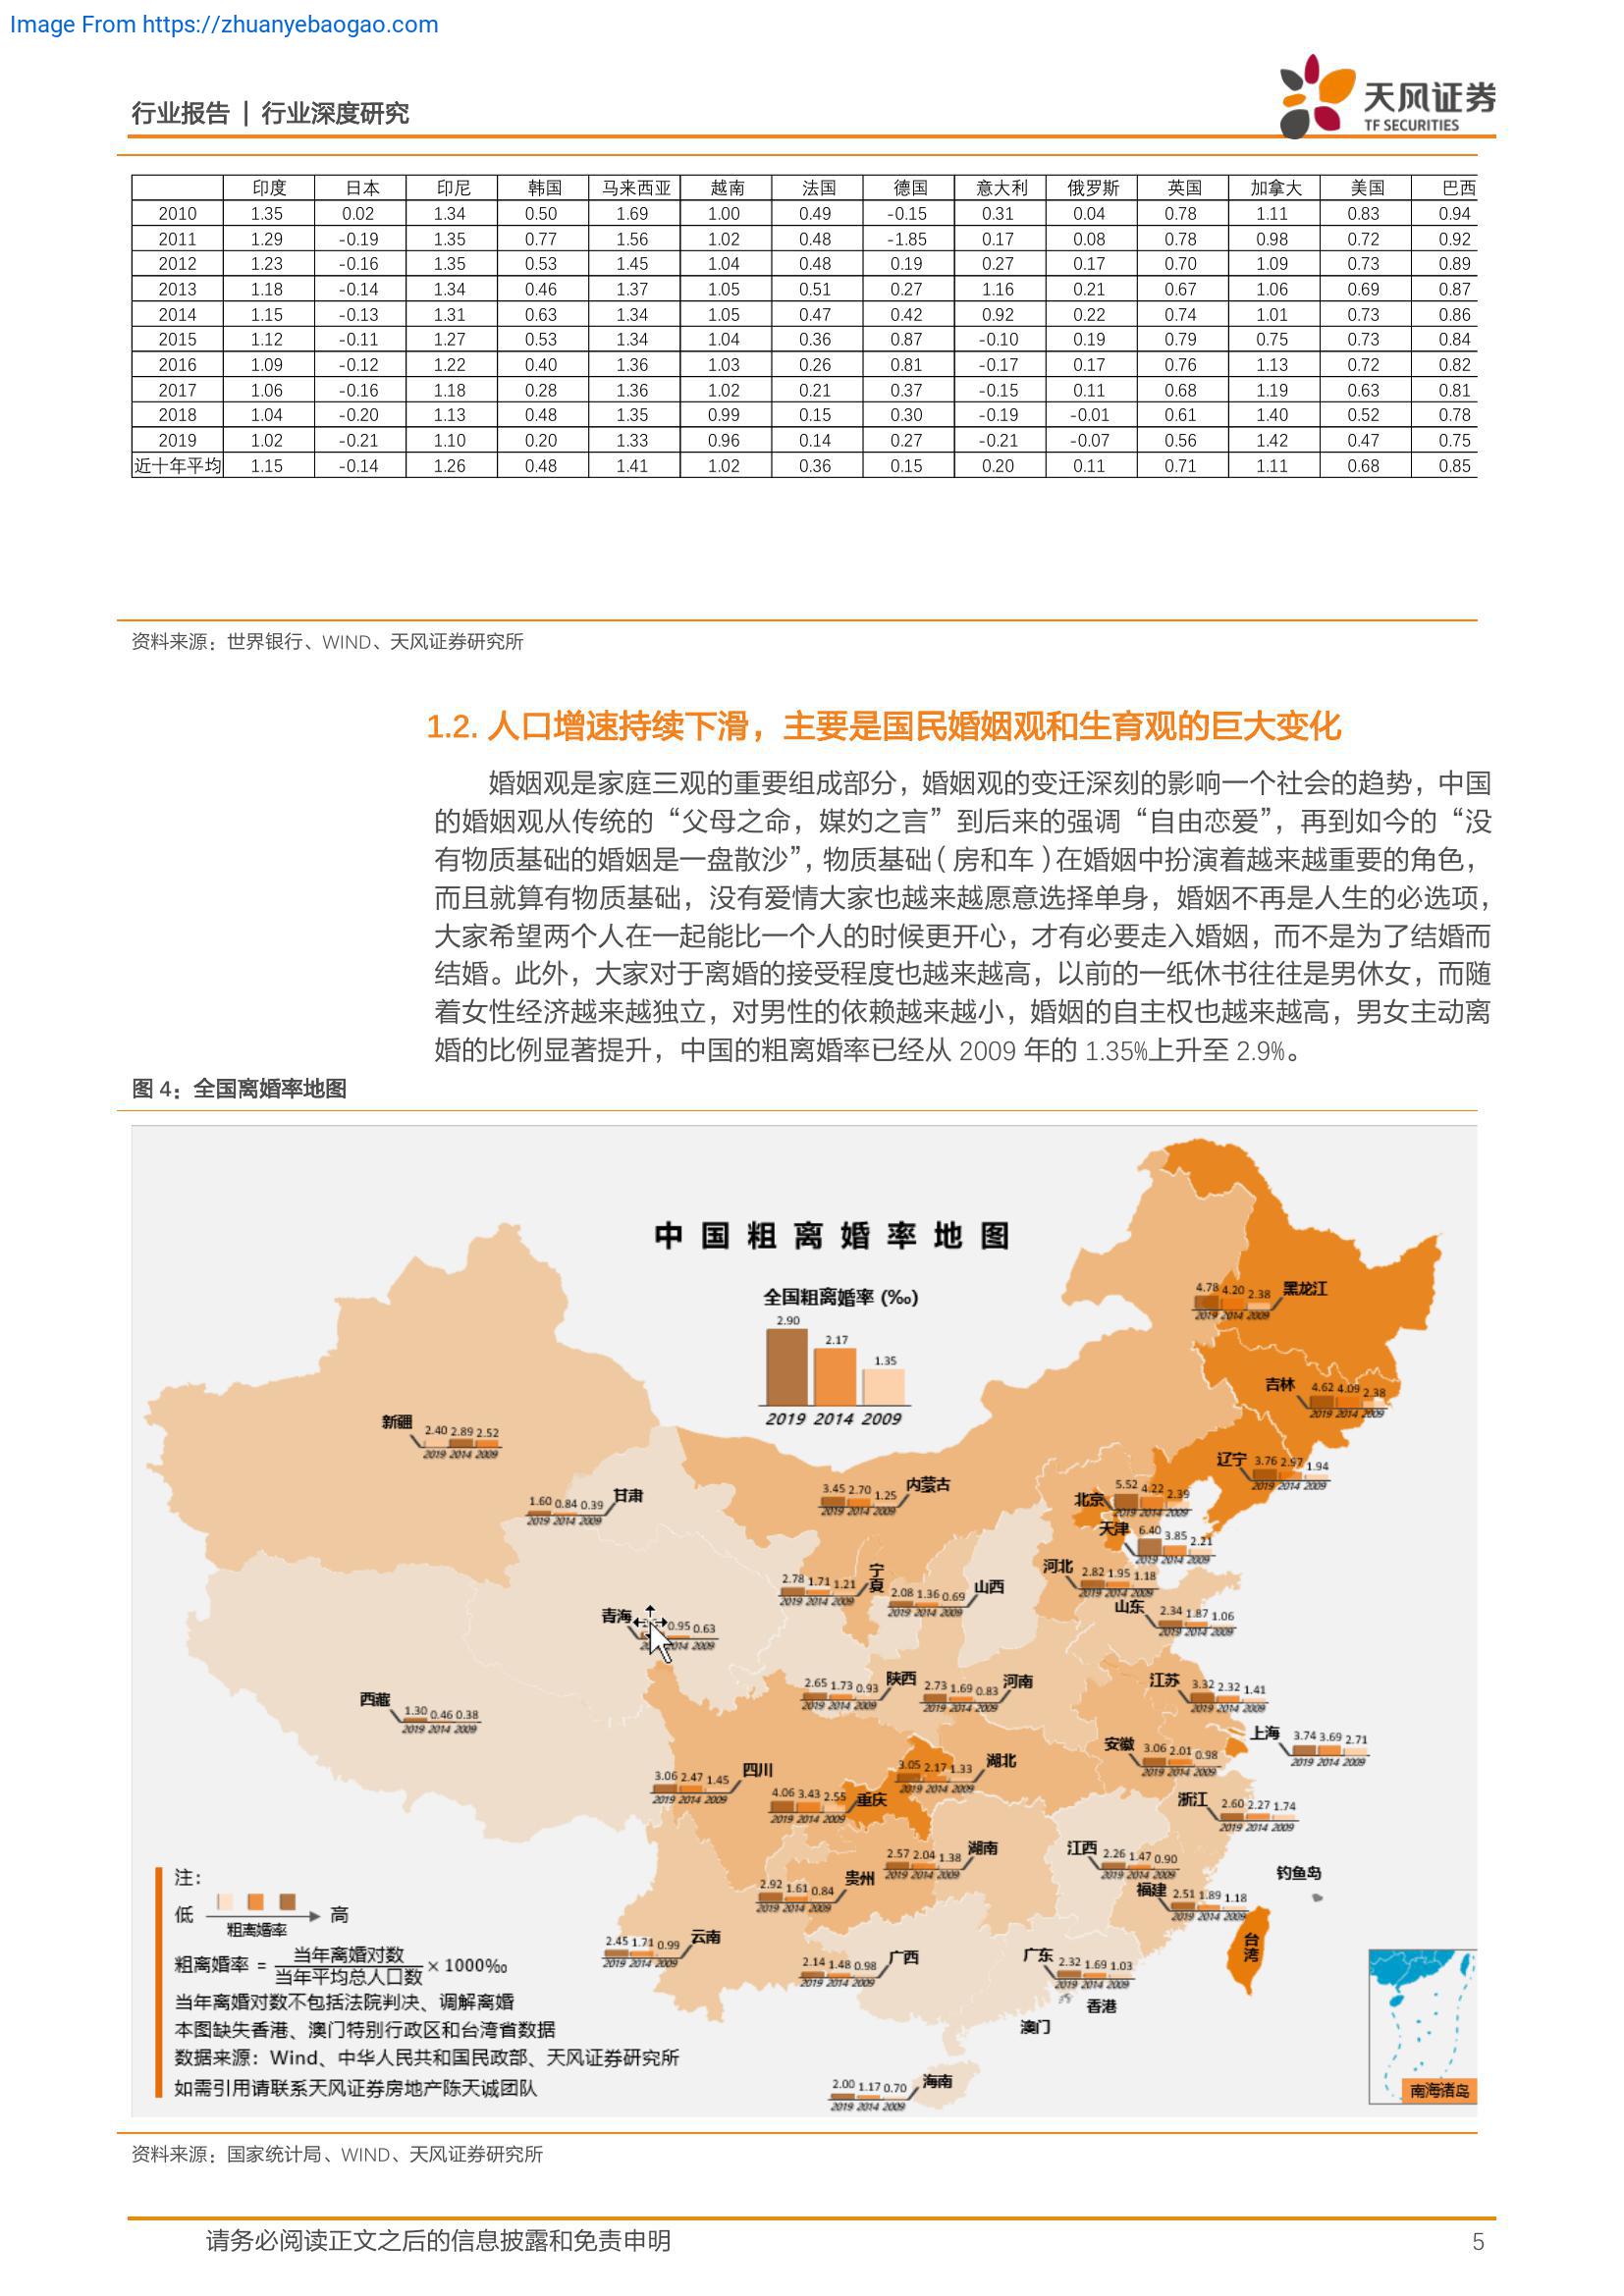 Image From https://zhuanyebaogao.com
行业报告 | 行业深度研究
天风证券
TF SECURITIES
印度 日本 印尼 韩国 马来西亚 越南 法国 德国 意大利 俄罗斯 英国 加拿大 美国 巴西
2010 1.35 0.02 1.34 0.50 1.69 1.00 0.49 -0.15 0.31 0.04 0.78 1.11 0.83 0.94
2011 1.29 -0.19 1.35 0.77 1.56 1.02 0.48 -1.85 0.17 0.08 0.78 0.98 0.72 0.92
2012 1.23 -0.16 1.35 0.53 1.45 1.04 0.48 0.19 0.27 0.17 0.70 1.09 0.73 0.89
2013 1.18 -0.14 1.34 0.46 1.37 1.05 0.51 0.27 1.16 0.21 0.67 1.06 0.69 0.87
2014 1.15 -0.13 1.31 0.63 1.34 1.05 0.47 0.42 0.92 0.22 0.74 1.01 0.73 0.86
2015 1.12 -0.11 1.27 0.53 1.34 1.04 0.36 0.87 -0.10 0.19 0.79 0.75 0.73 0.84
2016 1.09 -0.12 1.22 0.40 1.36 1.03 0.26 0.81 -0.17 0.17 0.76 1.13 0.72 0.82
2017 1.06 -0.16 1.18 0.28 1.36 1.02 0.21 0.37 -0.15 0.11 0.68 1.19 0.63 0.81
2018 1.04 -0.20 1.13 0.48 1.35 0.99 0.15 0.30 -0.19 -0.01 0.61 1.40 0.52 0.78
2019 1.02 -0.21 1.10 0.20 1.33 0.96 0.14 0.27 -0.21 -0.07 0.56 1.42 0.47 0.75
近十年平均 1.15 -0.14 1.26 0.48 1.41 1.02 0.36 0.15 0.20 0.11 0.71 1.11 0.68 0.85
资料来源：世界银行、WIND、天风证券研究所
1.2. 人口增速持续下滑，主要是国民婚姻观和生育观的巨大变化
婚姻观是家庭三观的重要组成部分，婚姻观的变迁深刻的影响一个社会的趋势，中国
的婚姻观从传统的“父母之命，媒妁之言”到后来的强调“自由恋爱”，再到如今的“没
有物质基础的婚姻是一盘散沙”，物质基础（房和车）在婚姻中扮演着越来越重要的角色，
而且就算有物质基础，没有爱情大家也越来越愿意选择单身，婚姻不再是人生的必选项，
大家希望两个人在一起能比一个人的时候更开心，才有必要走入婚姻，而不是为了结婚而
结婚。此外，大家对于离婚的接受程度也越来越高，以前的一纸休书往往是男休女，而随
着女性经济越来越独立，对男性的依赖越来越小，婚姻的自主权也越来越高，男女主动离
婚的比例显著提升，中国的粗离婚率已经从 2009 年的 1.35%上升至 2.9%。
图 4：全国离婚率地图
中国粗离婚率地图
全国粗离婚率 (‰)
2.90 2.17 1.35
2019 2014 2009
4.78 4.20 2.38 黑龙江
2019 2014 2009
吉林 4.62 4.09 2.38
2019 2014 2009
新疆 2.40 2.89 2.52
2019 2014 2009
辽宁 3.76 2.97 1.94
2019 2014 2009
1.60 0.84 0.39 甘肃
2019 2014 2009
3.45 2.70 1.25 内蒙古
2019 2014 2009
北京 5.52 4.22 2.39
2019 2014 2009
天津 6.40 3.85 2.21
2019 2014 2009
河北 2.82 1.95 1.18
2019 2014 2009
2.78 1.71 1.21 宁夏
2019 2014 2009
2.08 1.36 0.69 山西
2019 2014 2009
山东 2.34 1.87 1.06
2019 2014 2009
青海 0.95 0.63
2014 2009
西藏 1.30 0.46 0.38
2019 2014 2009
2.65 1.73 0.93 陕西
2019 2014 2009
2.73 1.69 0.83 河南
2019 2014 2009
江苏 3.32 2.32 1.41
2019 2014 2009
上海 3.74 3.69 2.71
2019 2014 2009
安徽 3.06 2.01 0.98
2019 2014 2009
3.05 2.17 1.33 湖北
2019 2014 2009
3.06 2.47 1.45 四川
2019 2014 2009
4.06 3.43 2.55 重庆
2019 2014 2009
浙江 2.60 2.27 1.74
2019 2014 2009
2.57 2.04 1.38 湖南
2019 2014 2009
江西 2.26 1.47 0.90
2019 2014 2009
钓鱼岛
2.92 1.61 0.84 贵州
2019 2014 2009
福建 2.51 1.89 1.18
2019 2014 2009
台湾
2.45 1.71 0.99 云南
2019 2014 2009
2.14 1.48 0.98 广西
2019 2014 2009
广东 2.32 1.69 1.03
2019 2014 2009
香港
澳门
2.00 1.17 0.70 海南
2019 2014 2009
南海诸岛
注：
低 高
粗离婚率
粗离婚率 = 当年离婚对数 × 1000‰
当年平均总人口数
当年离婚对数不包括法院判决、调解离婚
本图缺失香港、澳门特别行政区和台湾省数据
数据来源：Wind、中华人民共和国民政部、天风证券研究所
如需引用请联系天风证券房地产陈天诚团队
资料来源：国家统计局、WIND、天风证券研究所
请务必阅读正文之后的信息披露和免责申明 5